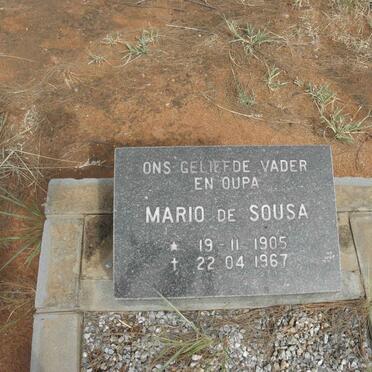 ONS GELIEFDE VADER
EN OUPA
MARIO DE SOUSA
★ 19-11-1905
† 22 04 1967